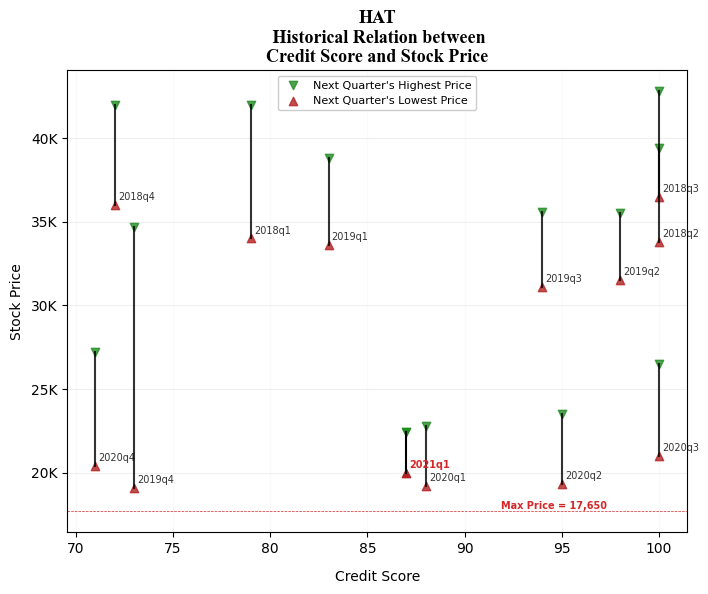 HAT
Historical Relation between
Credit Score and Stock Price
Next Quarter's Highest Price
Next Quarter's Lowest Price
40K
35K
30K
25K
20K
Stock Price
2018q4
2018q1
2019q1
2018q3
2018q2
2019q3
2019q2
2020q4
2019q4
2021q1
2020q1
2020q2
2020q3
Max Price = 17,650
70
75
80
85
90
95
100
Credit Score